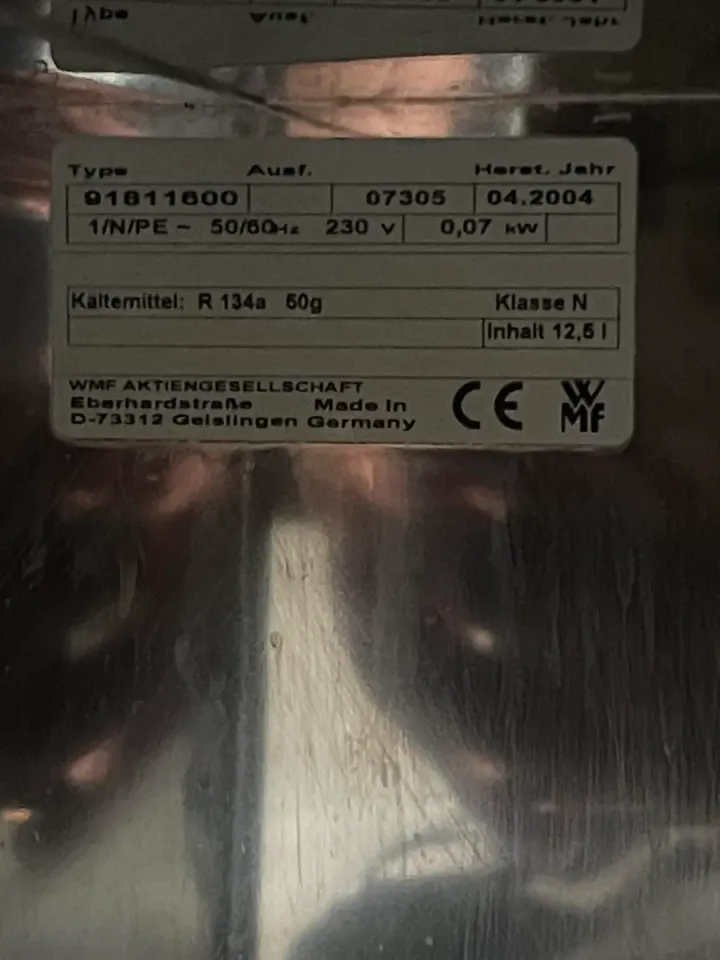 Type Ausf. Herst. Jahr
91811600 07305 04.2004
1/N/PE ~ 50/60Hz 230 V 0,07 kW
Kältemittel: R 134a 50g Klasse N
Inhalt 12,5 l
WMF AKTIENGESELLSCHAFT
Eberhardstraße Made in
D-73312 Geislingen Germany
CE WMF